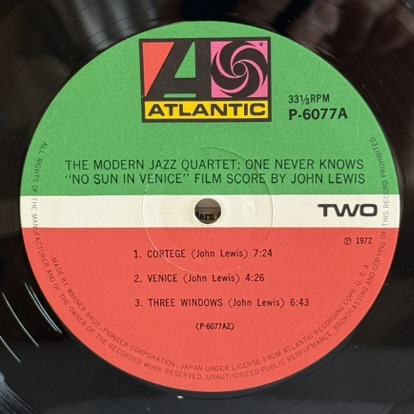 ATLANTIC
33⅓RPM
P-6077A
THE MODERN JAZZ QUARTET: ONE NEVER KNOWS
"NO SUN IN VENICE" FILM SCORE BY JOHN LEWIS
TWO
℗ 1972
1. CORTEGE (John Lewis) 7:24
2. VENICE (John Lewis) 4:26
3. THREE WINDOWS (John Lewis) 6:43
(P-6077A2)
MADE BY WARNER BROS. PIONEER CORPORATION, JAPAN UNDER LICENSE FROM ATLANTIC RECORDING CORP. U.S.A.
ALL RIGHTS OF THE MANUFACTURER AND OF THE OWNER OF THE RECORDED WORK RESERVED. UNAUTHORIZED PUBLIC PERFORMANCE, BROADCASTING AND COPYING OF THIS RECORD PROHIBITED.